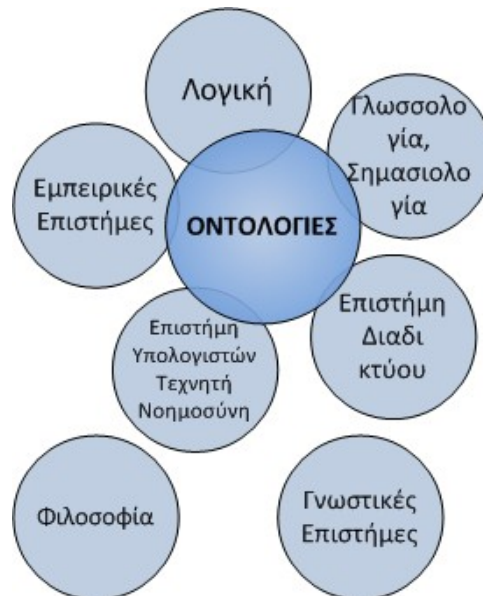 Λογική
Γλωσσολο
γία,
Σημασιολο
γία
Εμπειρικές
Επιστήμες
ΟΝΤΟΛΟΓΙΕΣ
Επιστήμη
Διαδι
κτύου
Επιστήμη
Υπολογιστών
Τεχνητή
Νοημοσύνη
Φιλοσοφία
Γνωστικές
Επιστήμες